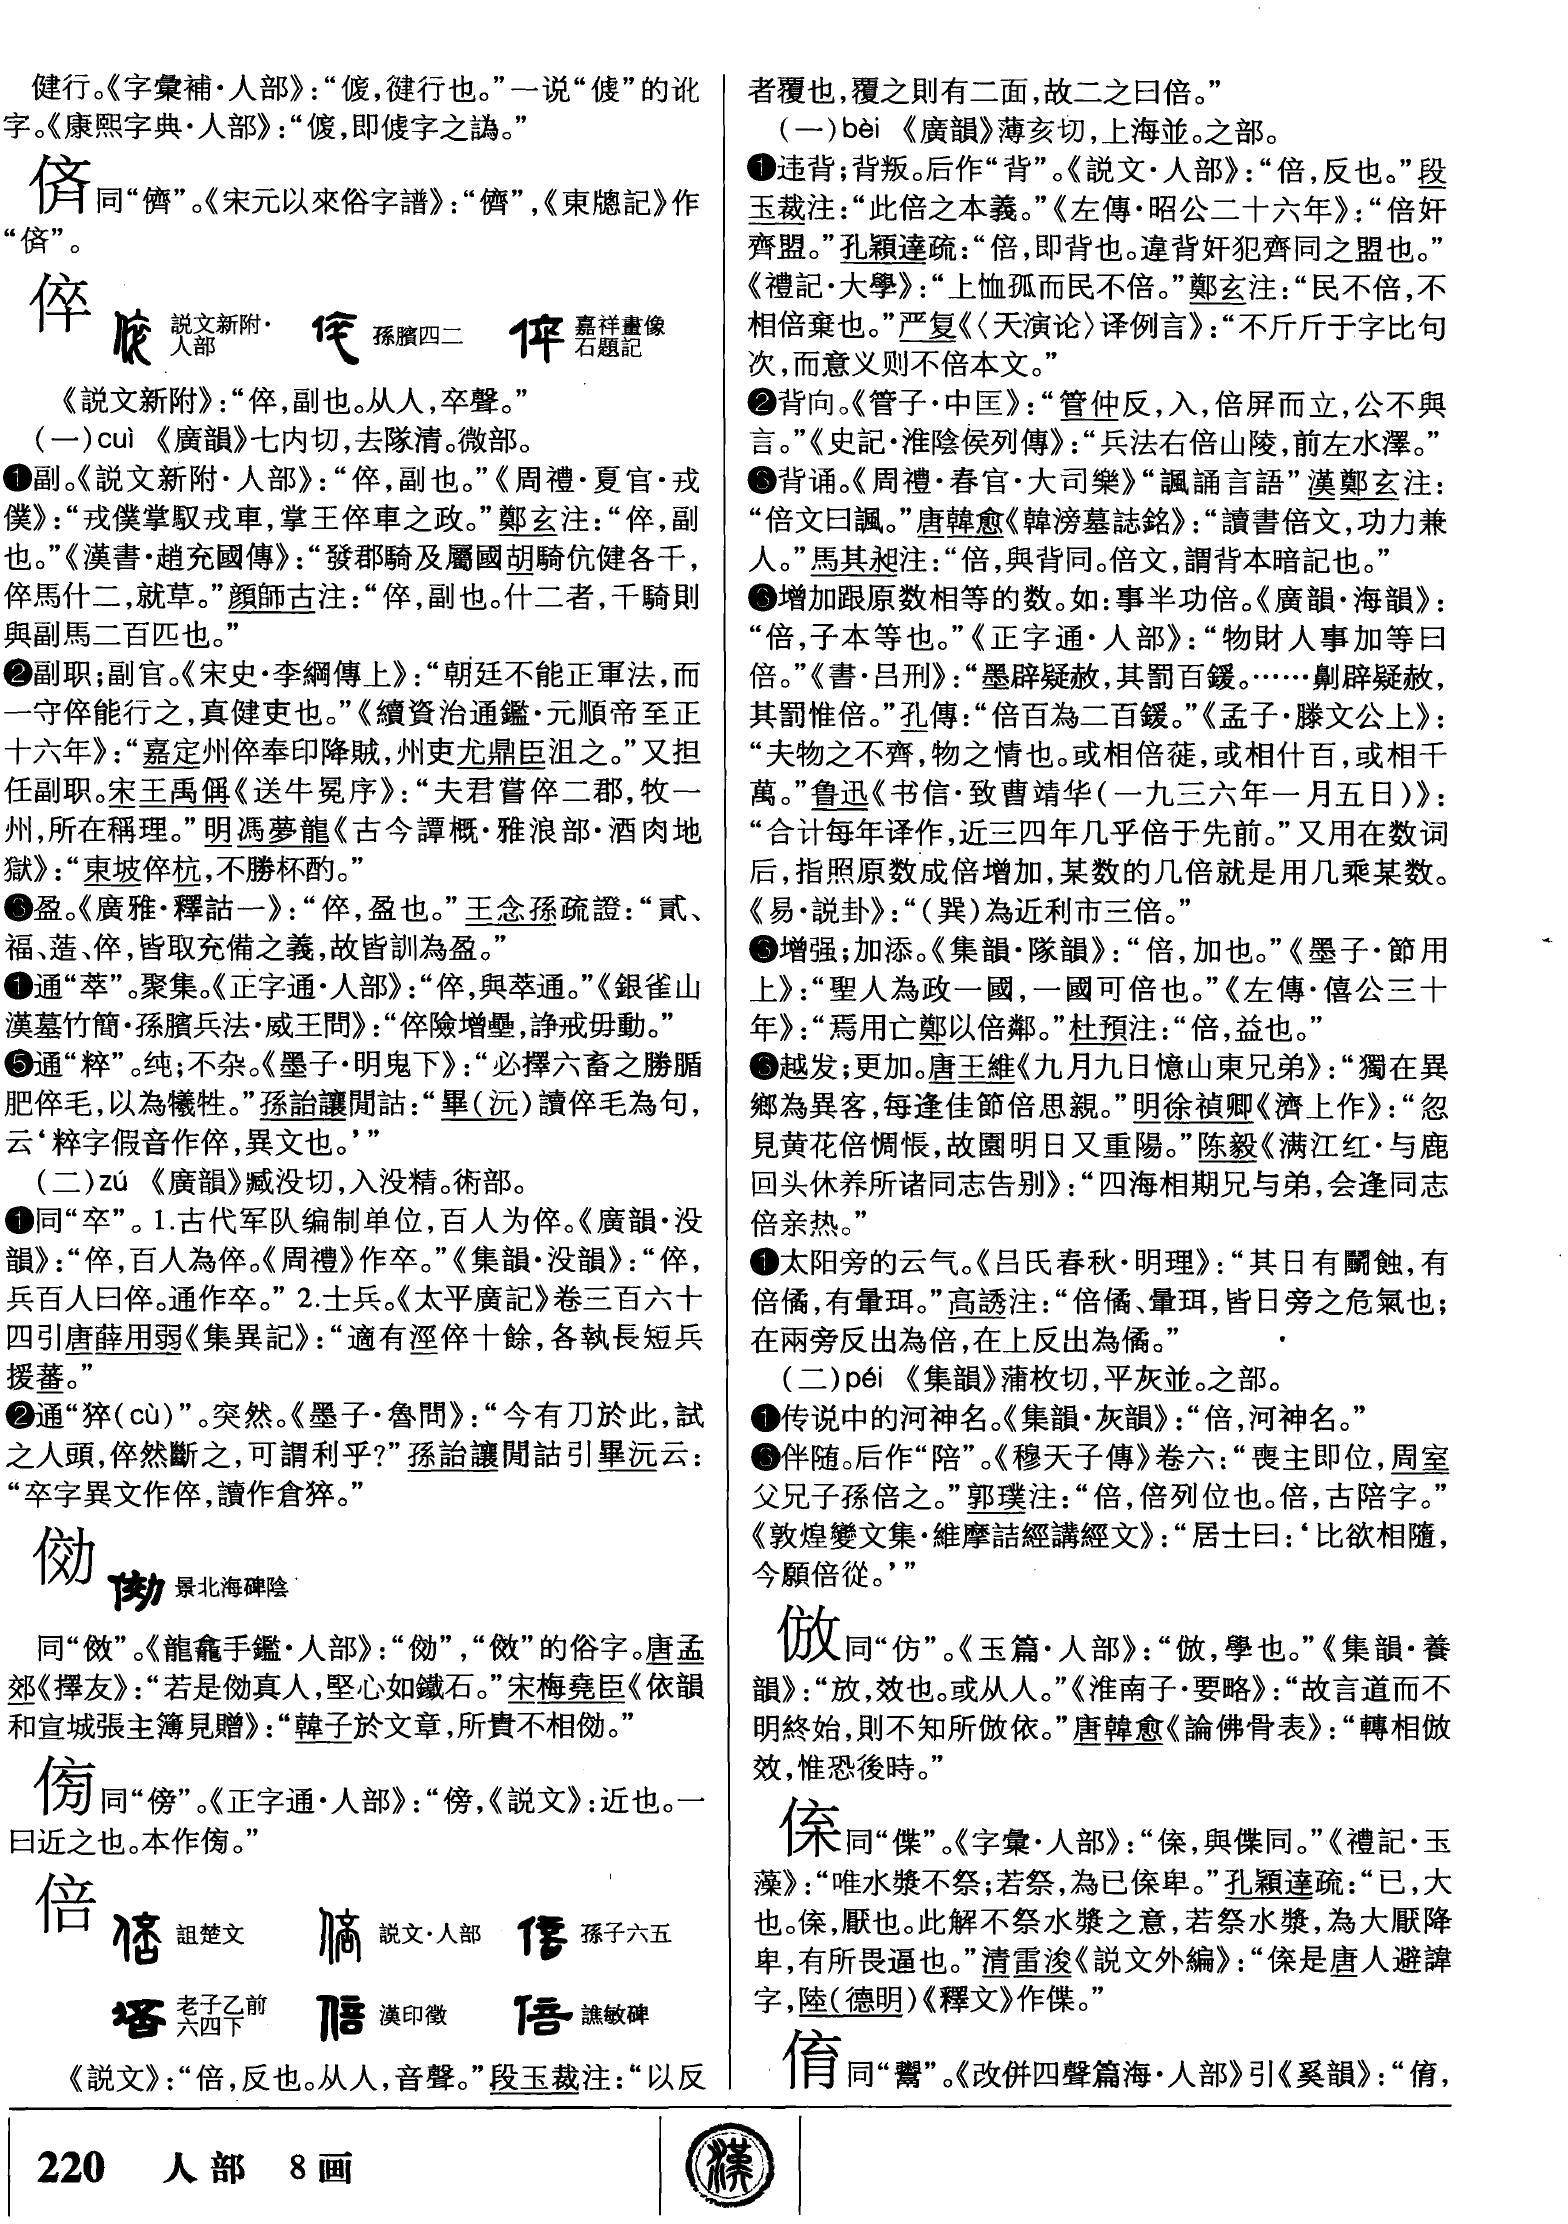 健行。《字彙補·人部》：“傻，徤行也。”一说“傻”的讹
字。《康熙字典·人部》：“傻，即傻字之譌。”
同“儕”。《宋元以來俗字譜》：“儕”，《東牕記》作
“侪”。
倅
説文新附·人部 孫臏四二 嘉祥畫像石題記
《説文新附》：“倅，副也。从人，卒聲。”
（一）cuì 《廣韻》七内切，去隊清。微部。
❶副。《説文新附·人部》：“倅，副也。”《周禮·夏官·戎
僕》：“戎僕掌馭戎車，掌王倅車之政。”鄭玄注：“倅，副
也。”《漢書·趙充國傳》：“發郡騎及屬國胡騎伉健各千，
倅馬什二，就草。”顔師古注：“倅，副也。什二者，千騎則
與副馬二百匹也。”
❷副职；副官。《宋史·李綱傳上》：“朝廷不能正軍法，而
一守倅能行之，真健吏也。”《續資治通鑑·元順帝至正
十六年》：“嘉定州倅奉印降賊，州吏尤鼎臣沮之。”又担
任副职。宋王禹偁《送牛冕序》：“夫君嘗倅二郡，牧一
州，所在稱理。”明馮夢龍《古今譚概·雅浪部·酒肉地
獄》：“東坡倅杭，不勝杯酌。”
❸盈。《廣雅·釋詁一》：“倅，盈也。”王念孫疏證：“貳、
福、莲、倅，皆取充備之義，故皆訓為盈。”
❶通“萃”。聚集。《正字通·人部》：“倅，與萃通。”《銀雀山
漢墓竹簡·孫臏兵法·威王問》：“倅險增壘，諍戒毋動。”
❺通“粹”。纯；不杂。《墨子·明鬼下》：“必擇六畜之勝腯
肥倅毛，以為犧牲。”孫詒讓閒詁：“畢（沅）讀倅毛為句，
云‘粹字假音作倅，異文也。’”
（二）zú 《廣韻》臧没切，入没精。術部。
❶同“卒”。1.古代军队编制单位，百人为倅。《廣韻·没
韻》：“倅，百人為倅。《周禮》作卒。”《集韻·没韻》：“倅，
兵百人曰倅。通作卒。” 2.士兵。《太平廣記》卷三百六十
四引唐薛用弱《集異記》：“適有涇倅十餘，各執長短兵
援蕃。”
❷通“猝（cù）”。突然。《墨子·魯問》：“今有刀於此，試
之人頭，倅然斷之，可謂利乎？”孫詒讓閒詁引畢沅云：
“卒字異文作倅，讀作倉猝。”
㑃 景北海碑陰
同“傚”。《龍龕手鑑·人部》：“”，“傚”的俗字。唐孟
郊《擇友》：“若是真人，堅心如鐵石。”宋梅堯臣《依韻
和宣城張主簿見贈》：“韓子於文章，所貴不相。”
同“傍”。《正字通·人部》：“傍，《説文》：近也。一
曰近之也。本作㑂。”
倍
詛楚文 説文·人部 孫子六五
老子乙前六四下 漢印徵 譙敏碑
《説文》：“倍，反也。从人，咅聲。”段玉裁注：“以反
者覆也，覆之則有二面，故二之曰倍。”
（一）bèi 《廣韻》薄亥切，上海並。之部。
❶违背；背叛。后作“背”。《説文·人部》：“倍，反也。”段
玉裁注：“此倍之本義。”《左傳·昭公二十六年》：“倍奸
齊盟。”孔穎達疏：“倍，即背也。違背奸犯齊同之盟也。”
《禮記·大學》：“上恤孤而民不倍。”鄭玄注：“民不倍，不
相倍棄也。”严复《〈天演论〉译例言》：“不斤斤于字比句
次，而意义则不倍本文。”
❷背向。《管子·中匡》：“管仲反，入，倍屏而立，公不與
言。”《史記·淮陰侯列傳》：“兵法右倍山陵，前左水澤。”
❸背诵。《周禮·春官·大司樂》“諷誦言語”漢鄭玄注：
“倍文曰諷。”唐韓愈《韓滂墓誌銘》：“讀書倍文，功力兼
人。”馬其昶注：“倍，與背同。倍文，謂背本暗記也。”
❸增加跟原数相等的数。如：事半功倍。《廣韻·海韻》：
“倍，子本等也。”《正字通·人部》：“物財人事加等曰
倍。”《書·吕刑》：“墨辟疑赦，其罰百鍰。……劓辟疑赦，
其罰惟倍。”孔傳：“倍百為二百鍰。”《孟子·滕文公上》：
“夫物之不齊，物之情也。或相倍蓰，或相什百，或相千
萬。”鲁迅《书信·致曹靖华（一九三六年一月五日）》：
“合计每年译作，近三四年几乎倍于先前。”又用在数词
后，指照原数成倍增加，某数的几倍就是用几乘某数。
《易·説卦》：“（巽）為近利市三倍。”
❸增强；加添。《集韻·隊韻》：“倍，加也。”《墨子·節用
上》：“聖人為政一國，一國可倍也。”《左傳·僖公三十
年》：“焉用亡鄭以倍鄰。”杜預注：“倍，益也。”
❸越发；更加。唐王維《九月九日憶山東兄弟》：“獨在異
鄉為異客，每逢佳節倍思親。”明徐禎卿《濟上作》：“忽
見黄花倍惆悵，故園明日又重陽。”陈毅《满江红·与鹿
回头休养所诸同志告别》：“四海相期兄与弟，会逢同志
倍亲热。”
❶太阳旁的云气。《吕氏春秋·明理》：“其日有鬭蝕，有
倍僪，有暈珥。”高誘注：“倍僪、暈珥，皆日旁之危氣也；
在兩旁反出為倍，在上反出為僪。”
（二）péi 《集韻》蒲枚切，平灰並。之部。
❶传说中的河神名。《集韻·灰韻》：“倍，河神名。”
❸伴随。后作“陪”。《穆天子傳》卷六：“喪主即位，周室
父兄子孫倍之。”郭璞注：“倍，倍列位也。倍，古陪字。”
《敦煌變文集·維摩詰經講經文》：“居士曰：‘比欲相隨，
今願倍從。’”
倣同“仿”。《玉篇·人部》：“倣，學也。”《集韻·養
韻》：“放，效也。或从人。”《淮南子·要略》：“故言道而不
明終始，則不知所倣依。”唐韓愈《論佛骨表》：“轉相倣
效，惟恐後時。”
㑥同“偞”。《字彙·人部》：“㑥，與偞同。”《禮記·玉
藻》：“唯水漿不祭；若祭，為已㑥卑。”孔穎達疏：“已，大
也。㑥，厭也。此解不祭水漿之意，若祭水漿，為大厭降
卑，有所畏逼也。”清雷浚《説文外編》：“㑥是唐人避諱
字，陸（德明）《釋文》作偞。”
同“鬻”。《改併四聲篇海·人部》引《奚韻》：“，
220 人部 8画
漢